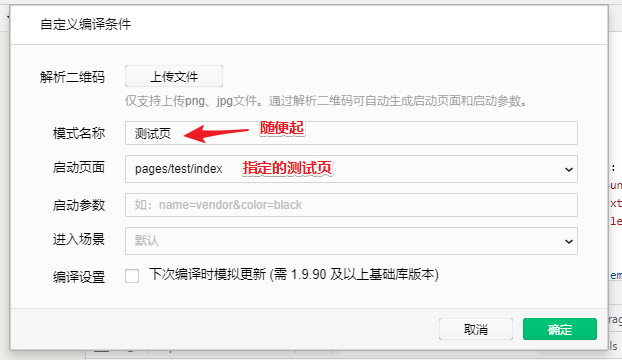 自定义编译条件
解析二维码 上传文件
仅支持上传png、jpg文件。通过解析二维码可自动生成启动页面和启动参数。
模式名称 测试页 随便起
启动页面 pages/test/index 指定的测试页
启动参数 如：name=vendor&color=black
进入场景 默认
编译设置 下次编译时模拟更新 (需 1.9.90 及以上基础库版本)
取消 确定